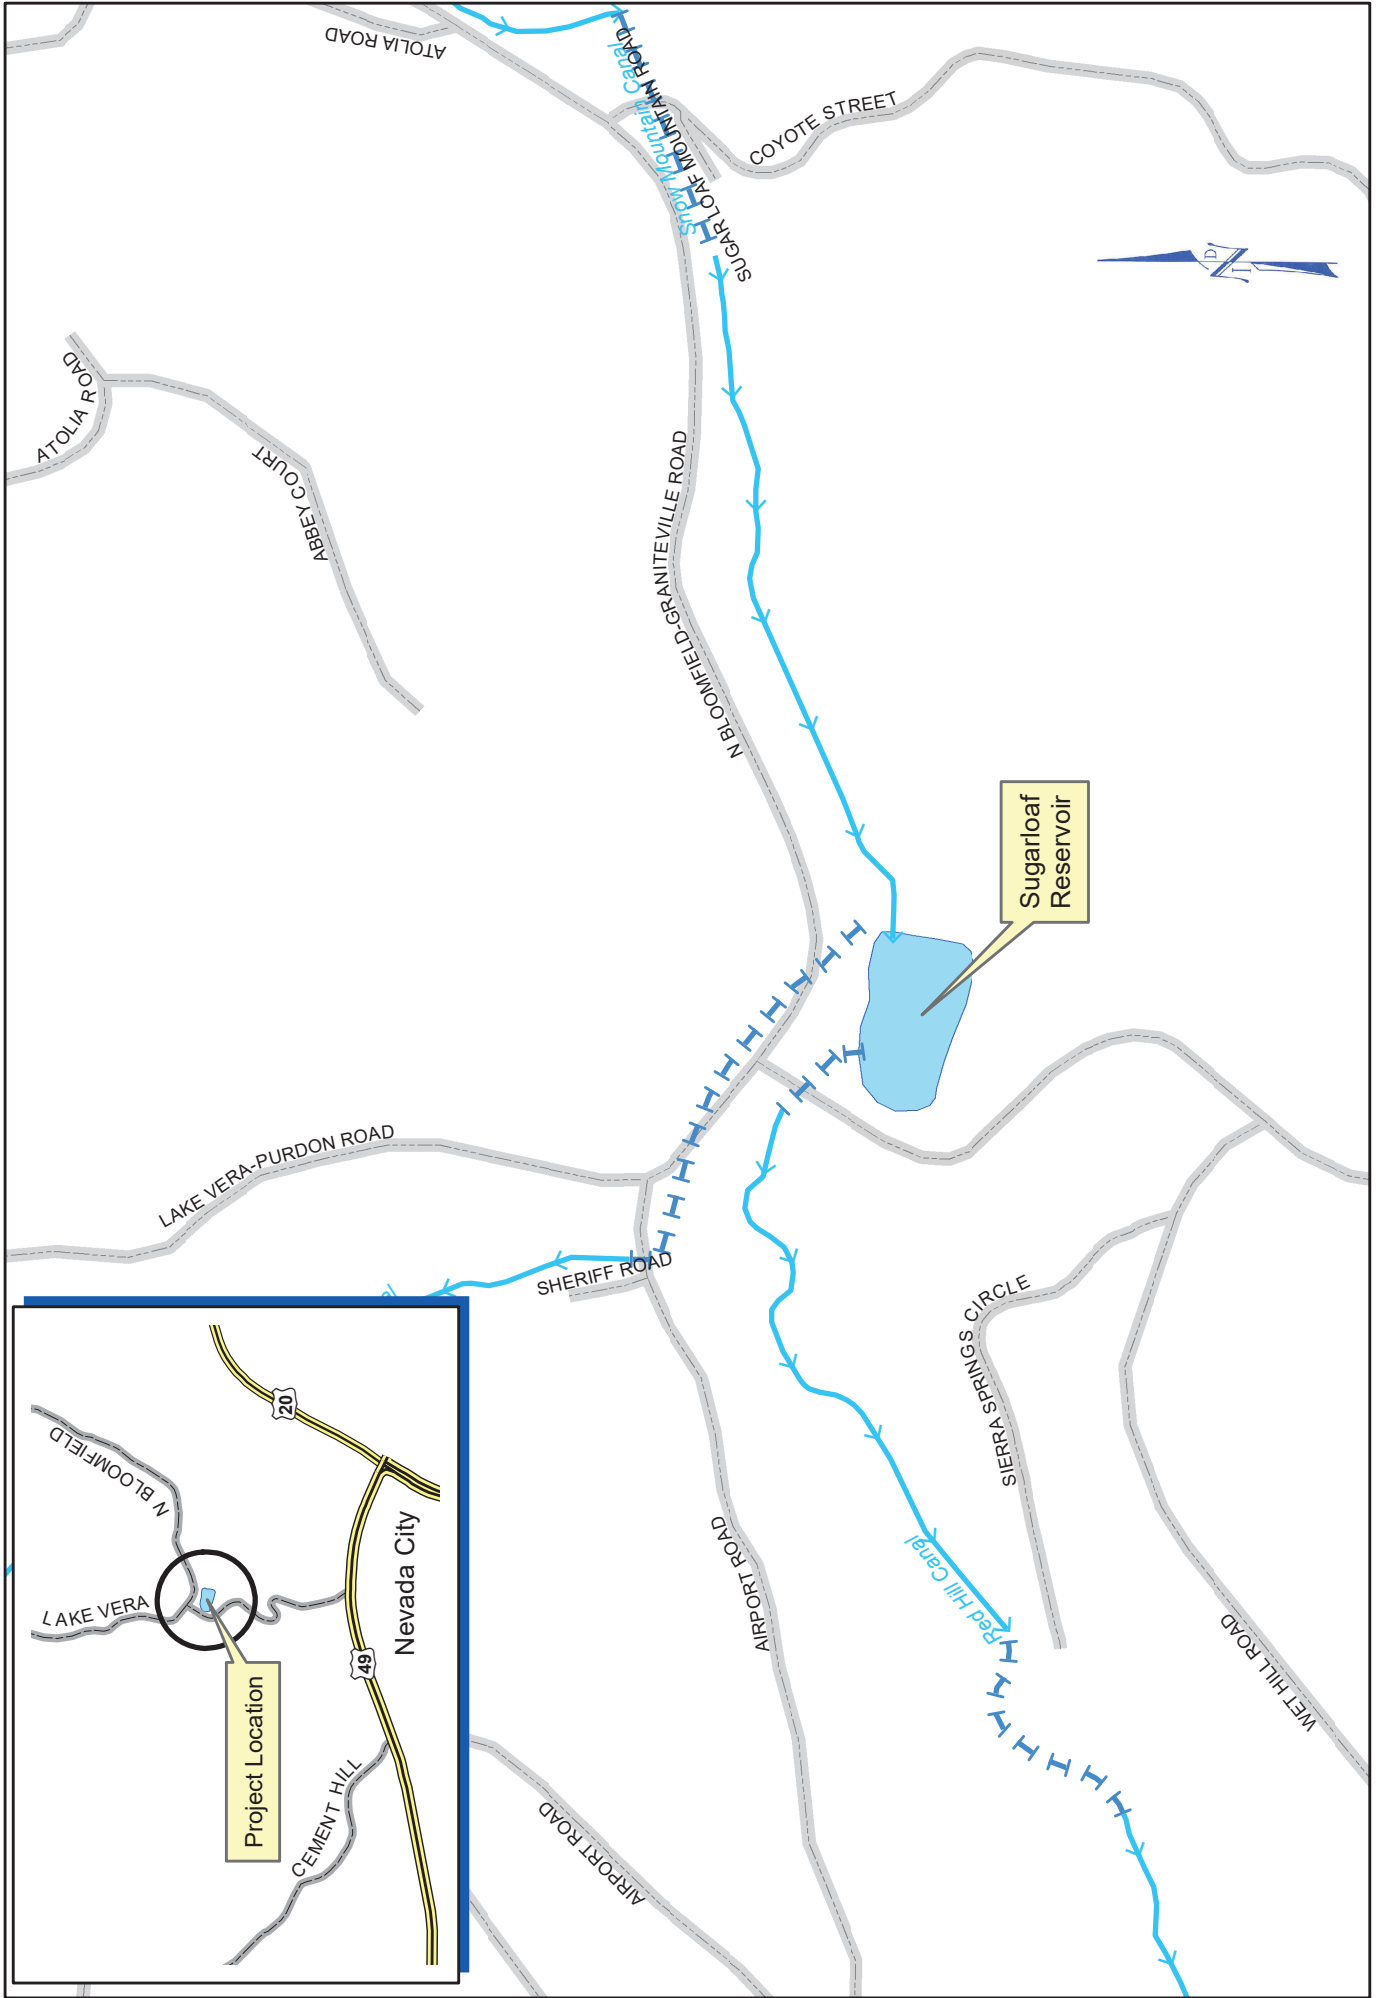 ATOLIA ROAD
Snow Mountain Canal
SUGAR LOAF MOUNTAIN ROAD
COYOTE STREET
ATOLIA ROAD
ABBEY COURT
N BLOOMFIELD-GRANITEVILLE ROAD
NID
Sugarloaf
Reservoir
LAKE VERA-PURDON ROAD
SHERIFF ROAD
al
SIERRA SPRINGS CIRCLE
Red Hill Canal
AIRPORT ROAD
WET HILL ROAD
AIRPORT ROAD
N BLOOMFIELD
20
LAKE VERA
Nevada City
49
Project Location
CEMENT HILL